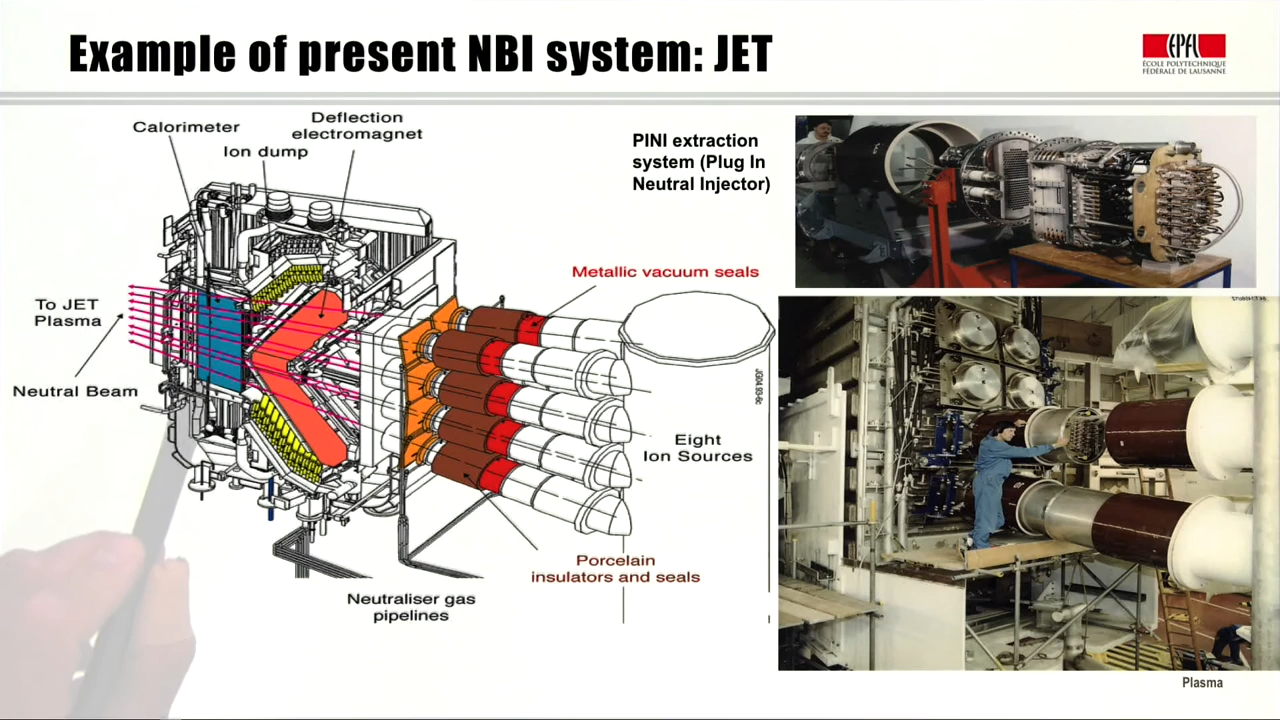 Example of present NBI system: JET
EPFL
ÉCOLE POLYTECHNIQUE
FÉDÉRALE DE LAUSANNE
Calorimeter
Deflection
electromagnet
Ion dump
PINI extraction
system (Plug In
Neutral Injector)
Metallic vacuum seals
To JET
Plasma
Neutral Beam
Eight
Ion Sources
Porcelain
insulators and seals
Neutraliser gas
pipelines
Plasma